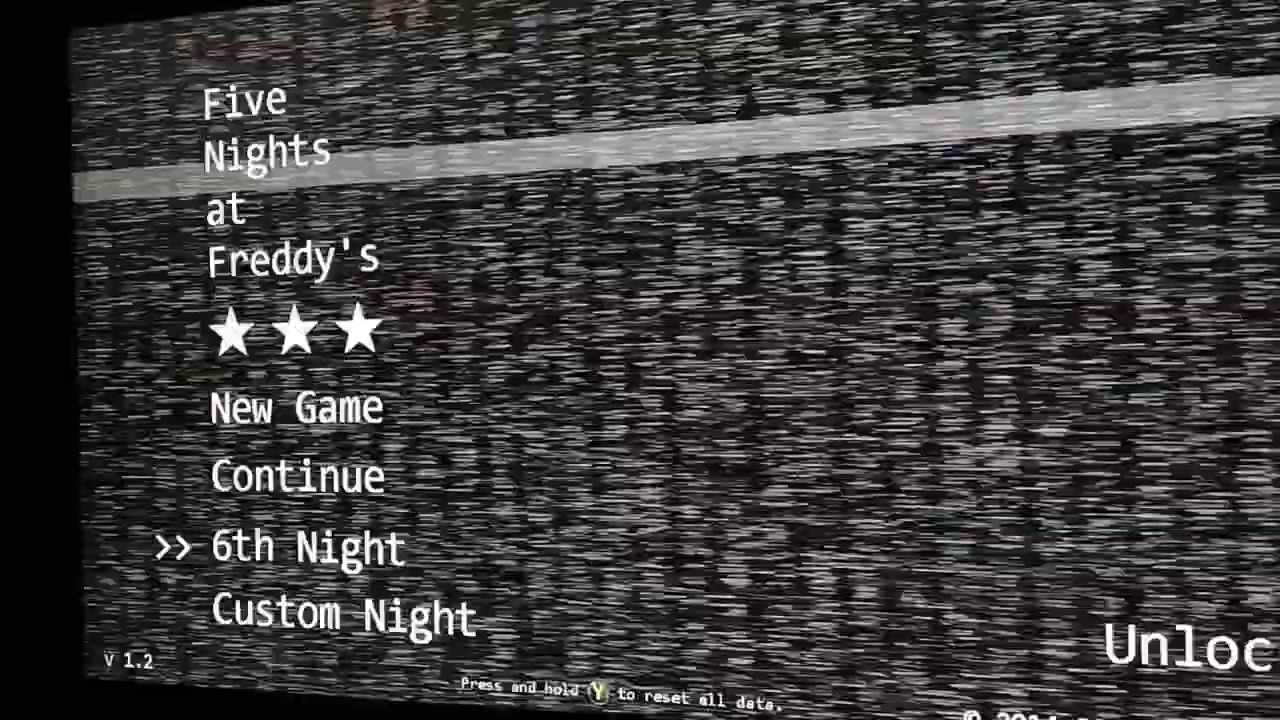 Five
Nights
at
Freddy's
★★★
New Game
Continue
>> 6th Night
Custom Night
V 1.2
Press and hold Y to reset all data.
Unloc